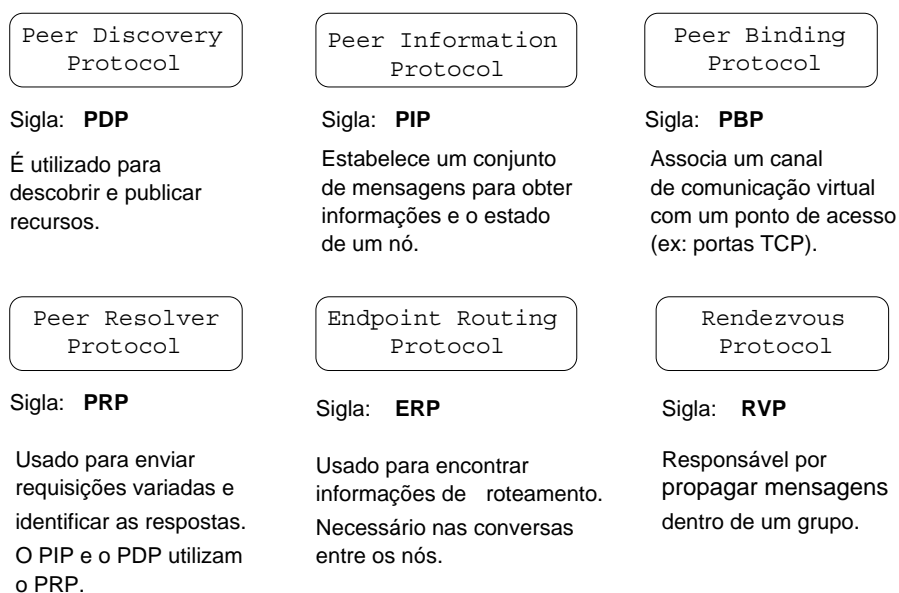 Peer Discovery
Protocol
Sigla: PDP
É utilizado para
descobrir e publicar
recursos.
Peer Information
Protocol
Sigla: PIP
Estabelece um conjunto
de mensagens para obter
informações e o estado
de um nó.
Peer Binding
Protocol
Sigla: PBP
Associa um canal
de comunicação virtual
com um ponto de acesso
(ex: portas TCP).
Peer Resolver
Protocol
Sigla: PRP
Usado para enviar
requisições variadas e
identificar as respostas.
O PIP e o PDP utilizam
o PRP.
Endpoint Routing
Protocol
Sigla: ERP
Usado para encontrar
informações de roteamento.
Necessário nas conversas
entre os nós.
Rendezvous
Protocol
Sigla: RVP
Responsável por
propagar mensagens
dentro de um grupo.